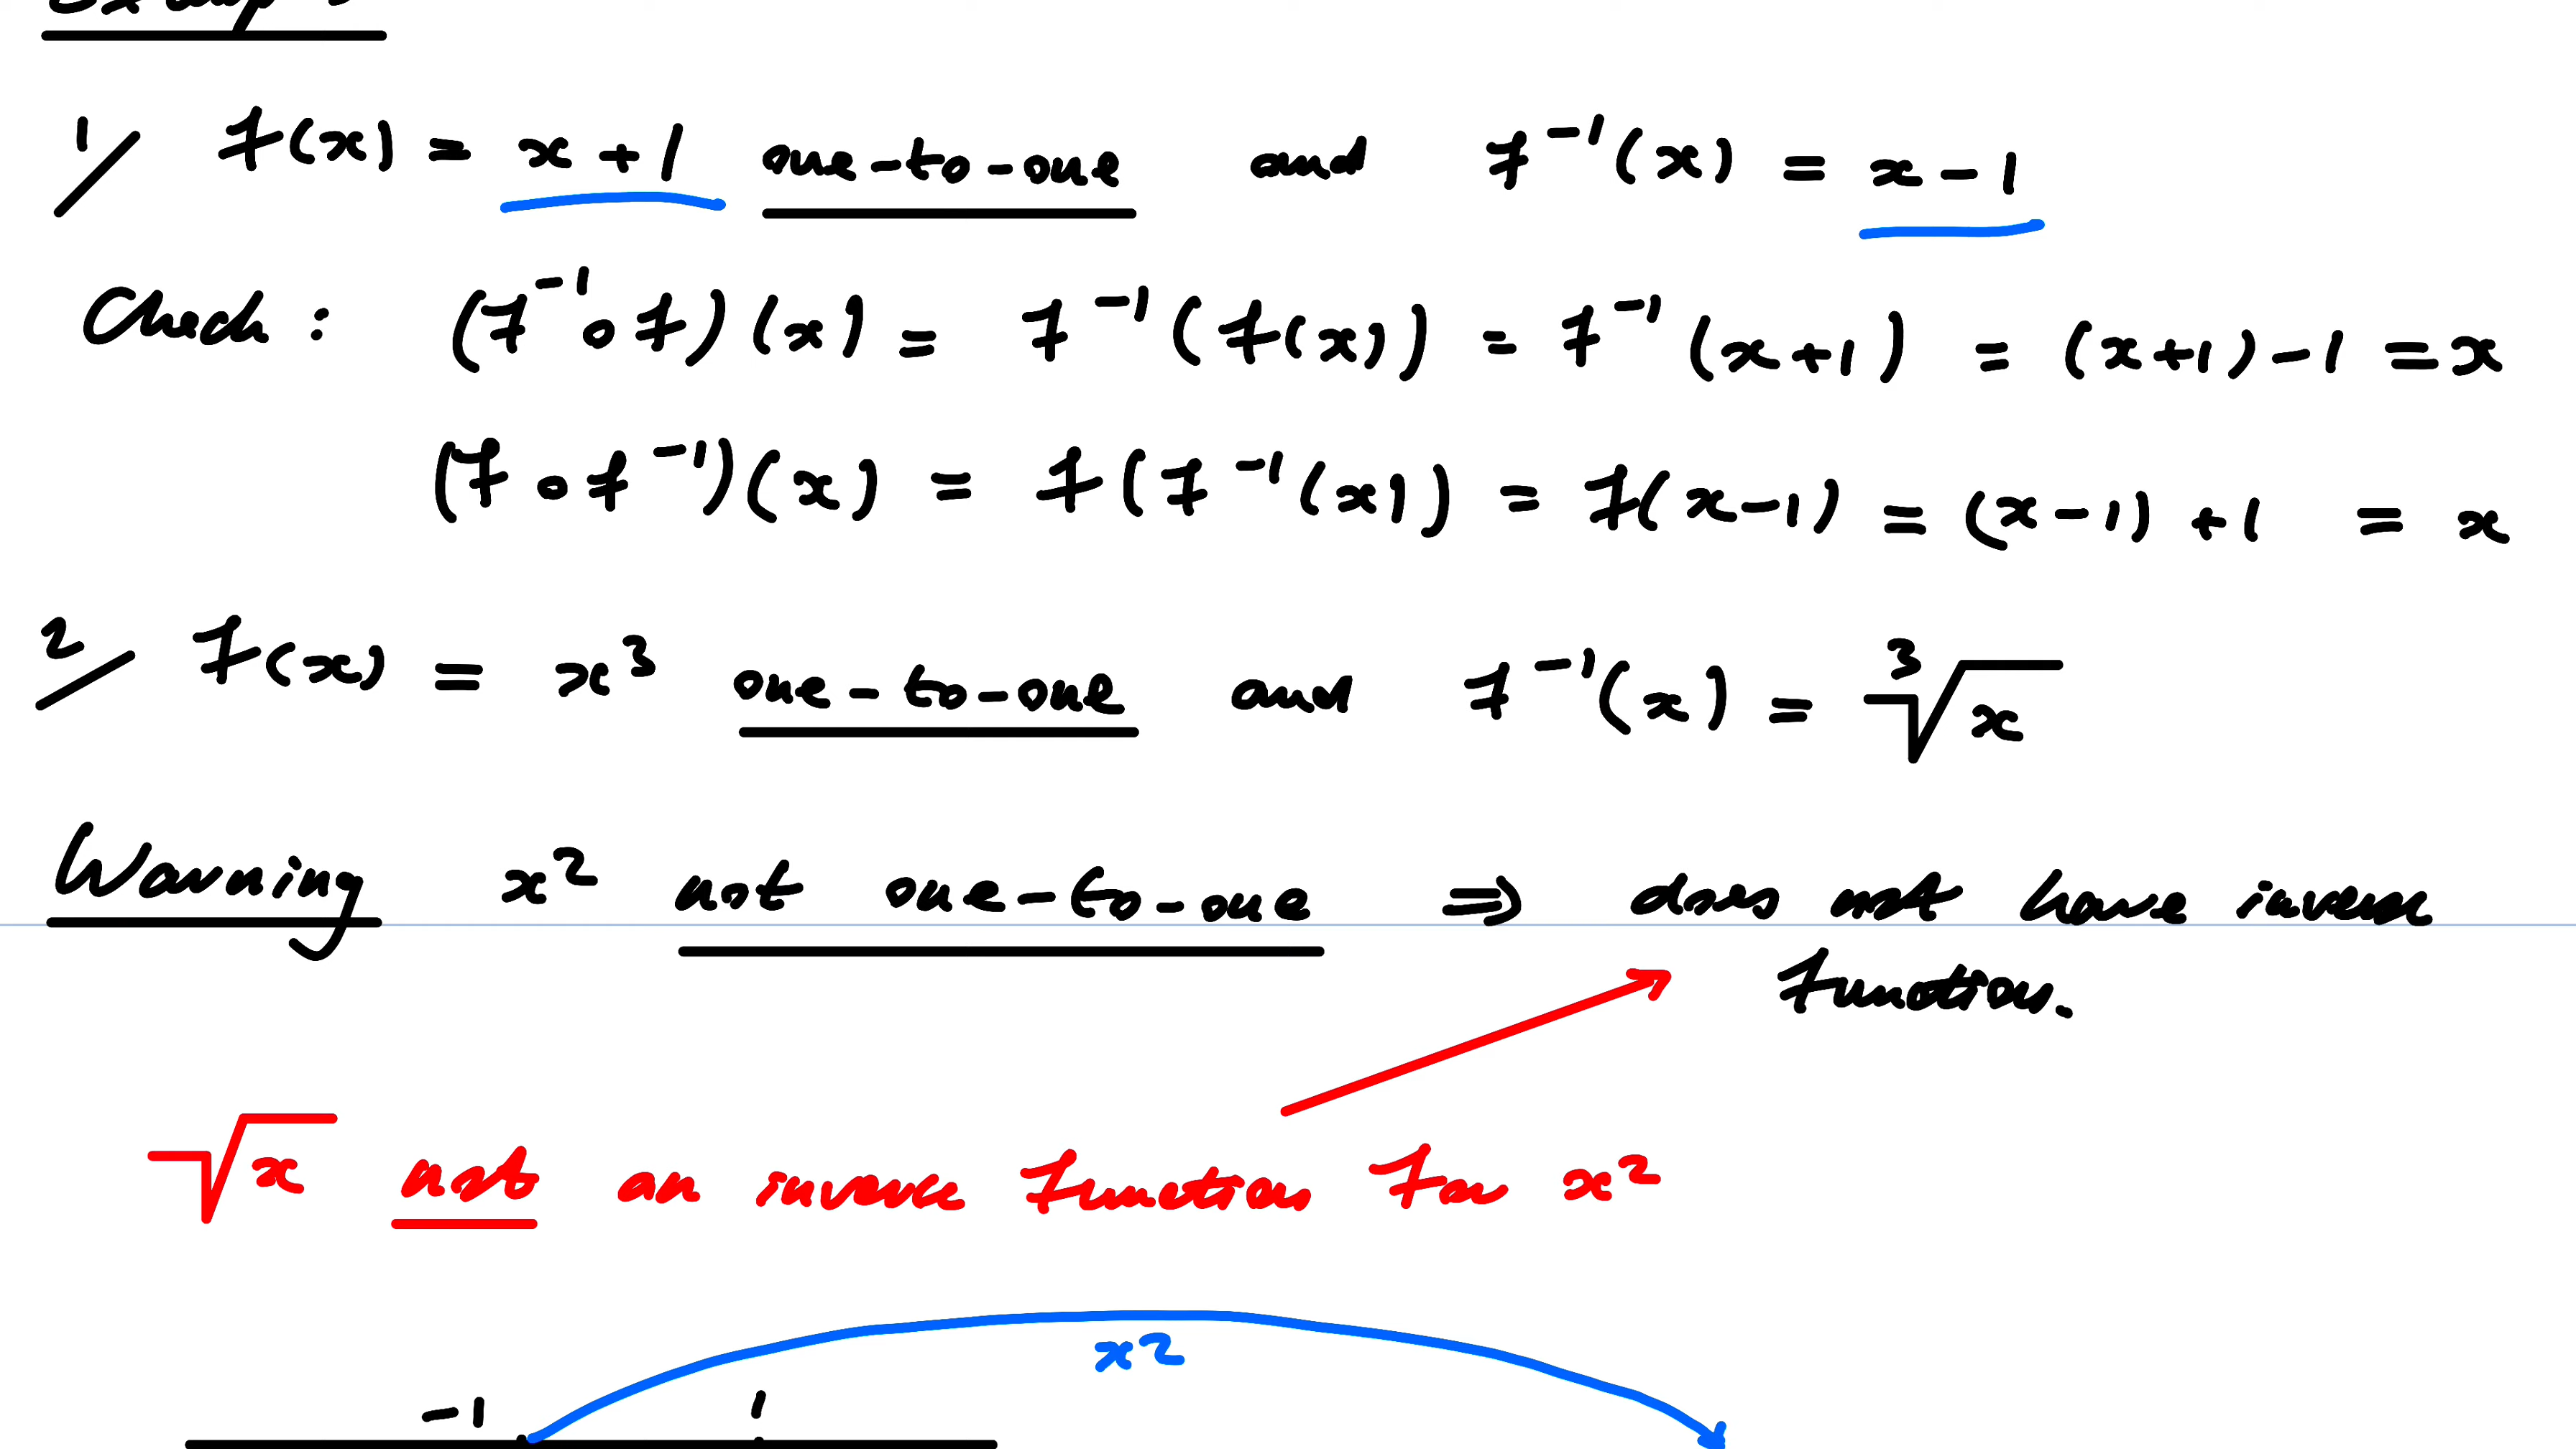 Examples
1/ f(x) = x + 1 one-to-one and f⁻¹(x) = x - 1
Check : (f⁻¹ ∘ f)(x) = f⁻¹(f(x)) = f⁻¹(x+1) = (x+1) - 1 = x
(f ∘ f⁻¹)(x) = f(f⁻¹(x)) = f(x-1) = (x-1) + 1 = x
2/ f(x) = x³ one-to-one and f⁻¹(x) = ³√x
Warning x² not one-to-one ⇒ does not have inverse
function.
√x not an inverse function for x²
x²
-1 1